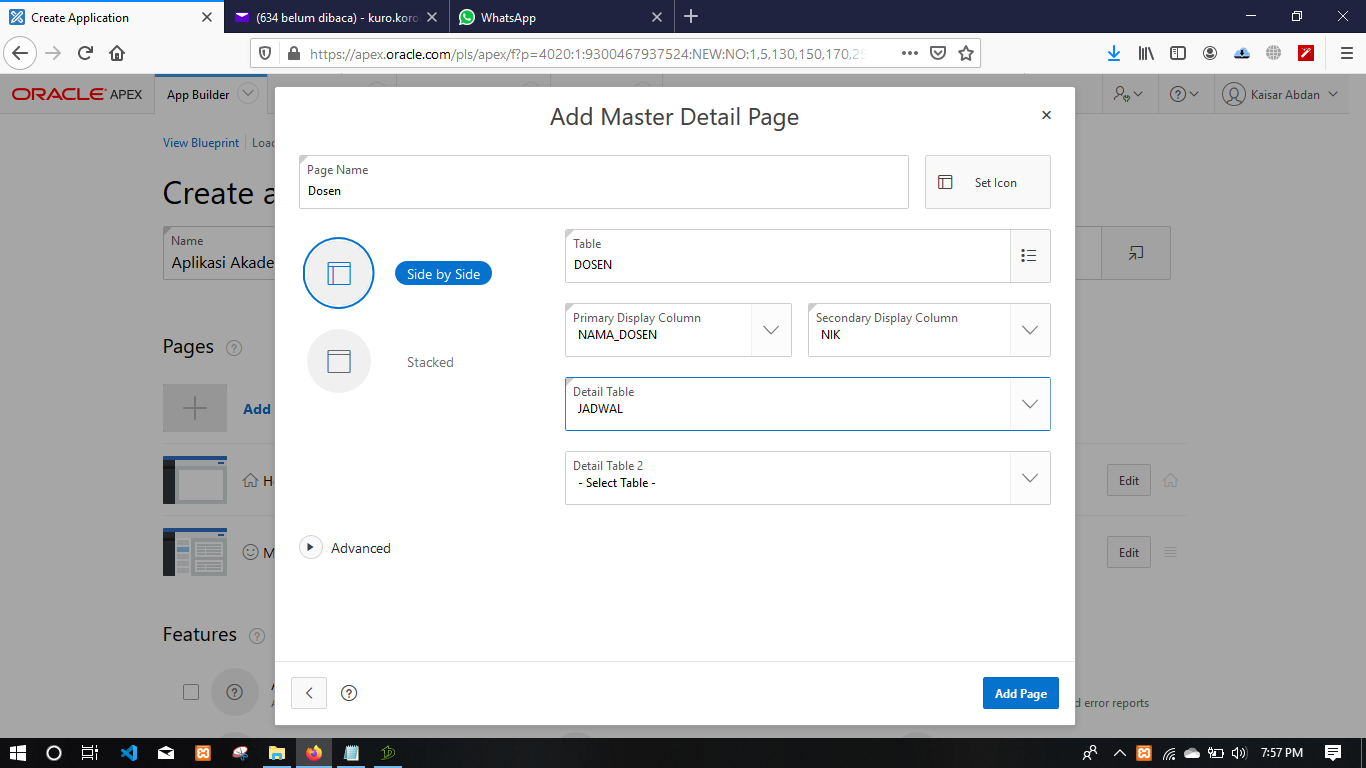 Create Application
(634 belum dibaca) - kuro.koro
WhatsApp
https://apex.oracle.com/pls/apex/f?p=4020:1:9300467937524:NEW:NO:1,5,130,150,170,25
ORACLE APEX
App Builder
Kaisar Abdan
View Blueprint
Loa
Create a
Name
Aplikasi Akade
Pages
Add
H
Edit
M
Edit
Features
d error reports
Add Master Detail Page
Page Name
Dosen
Set Icon
Side by Side
Stacked
Table
DOSEN
Primary Display Column
NAMA_DOSEN
Secondary Display Column
NIK
Detail Table
JADWAL
Detail Table 2
- Select Table -
Advanced
Add Page
7:57 PM